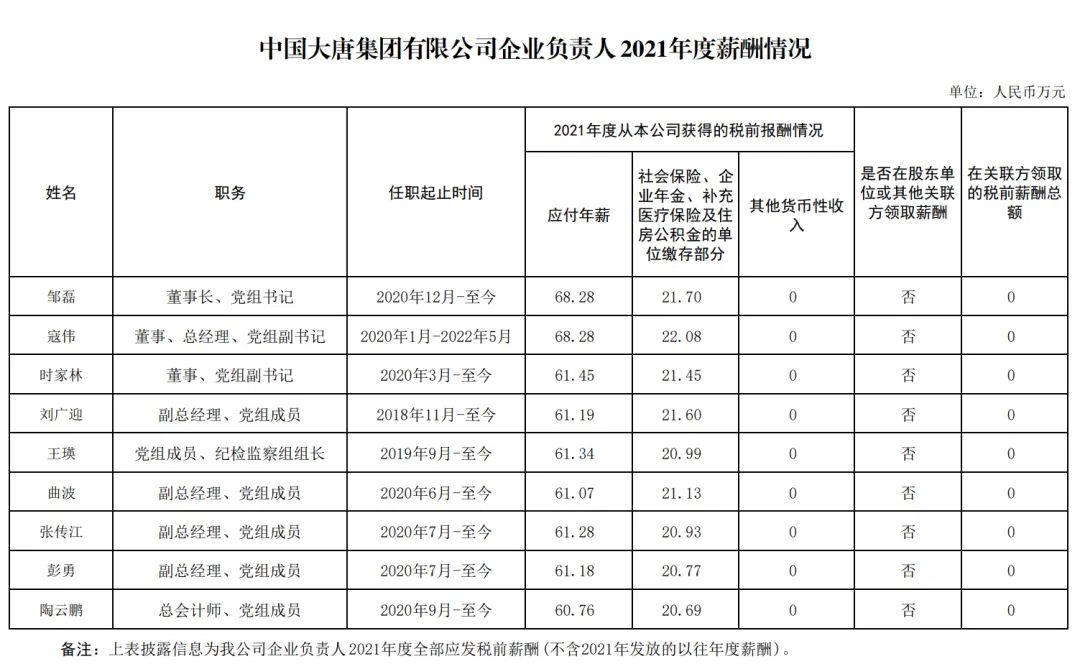 中国大唐集团有限公司企业负责人2021年度薪酬情况
单位：人民币万元
姓名 职务 任职起止时间 2021年度从本公司获得的税前报酬情况 是否在股东单位或其他关联方领取薪酬 在关联方领取的税前薪酬总额
应付年薪 社会保险、企业年金、补充医疗保险及住房公积金的单位缴存部分 其他货币性收入
邹磊 董事长、党组书记 2020年12月-至今 68.28 21.70 0 否 0
寇伟 董事、总经理、党组副书记 2020年1月-2022年5月 68.28 22.08 0 否 0
时家林 董事、党组副书记 2020年3月-至今 61.45 21.45 0 否 0
刘广迎 副总经理、党组成员 2018年11月-至今 61.19 21.60 0 否 0
王瑛 党组成员、纪检监察组组长 2019年9月-至今 61.34 20.99 0 否 0
曲波 副总经理、党组成员 2020年6月-至今 61.07 21.13 0 否 0
张传江 副总经理、党组成员 2020年7月-至今 61.28 20.93 0 否 0
彭勇 副总经理、党组成员 2020年7月-至今 61.18 20.77 0 否 0
陶云鹏 总会计师、党组成员 2020年9月-至今 60.76 20.69 0 否 0
备注：上表披露信息为我公司企业负责人2021年度全部应发税前薪酬(不含2021年发放的以往年度薪酬)。